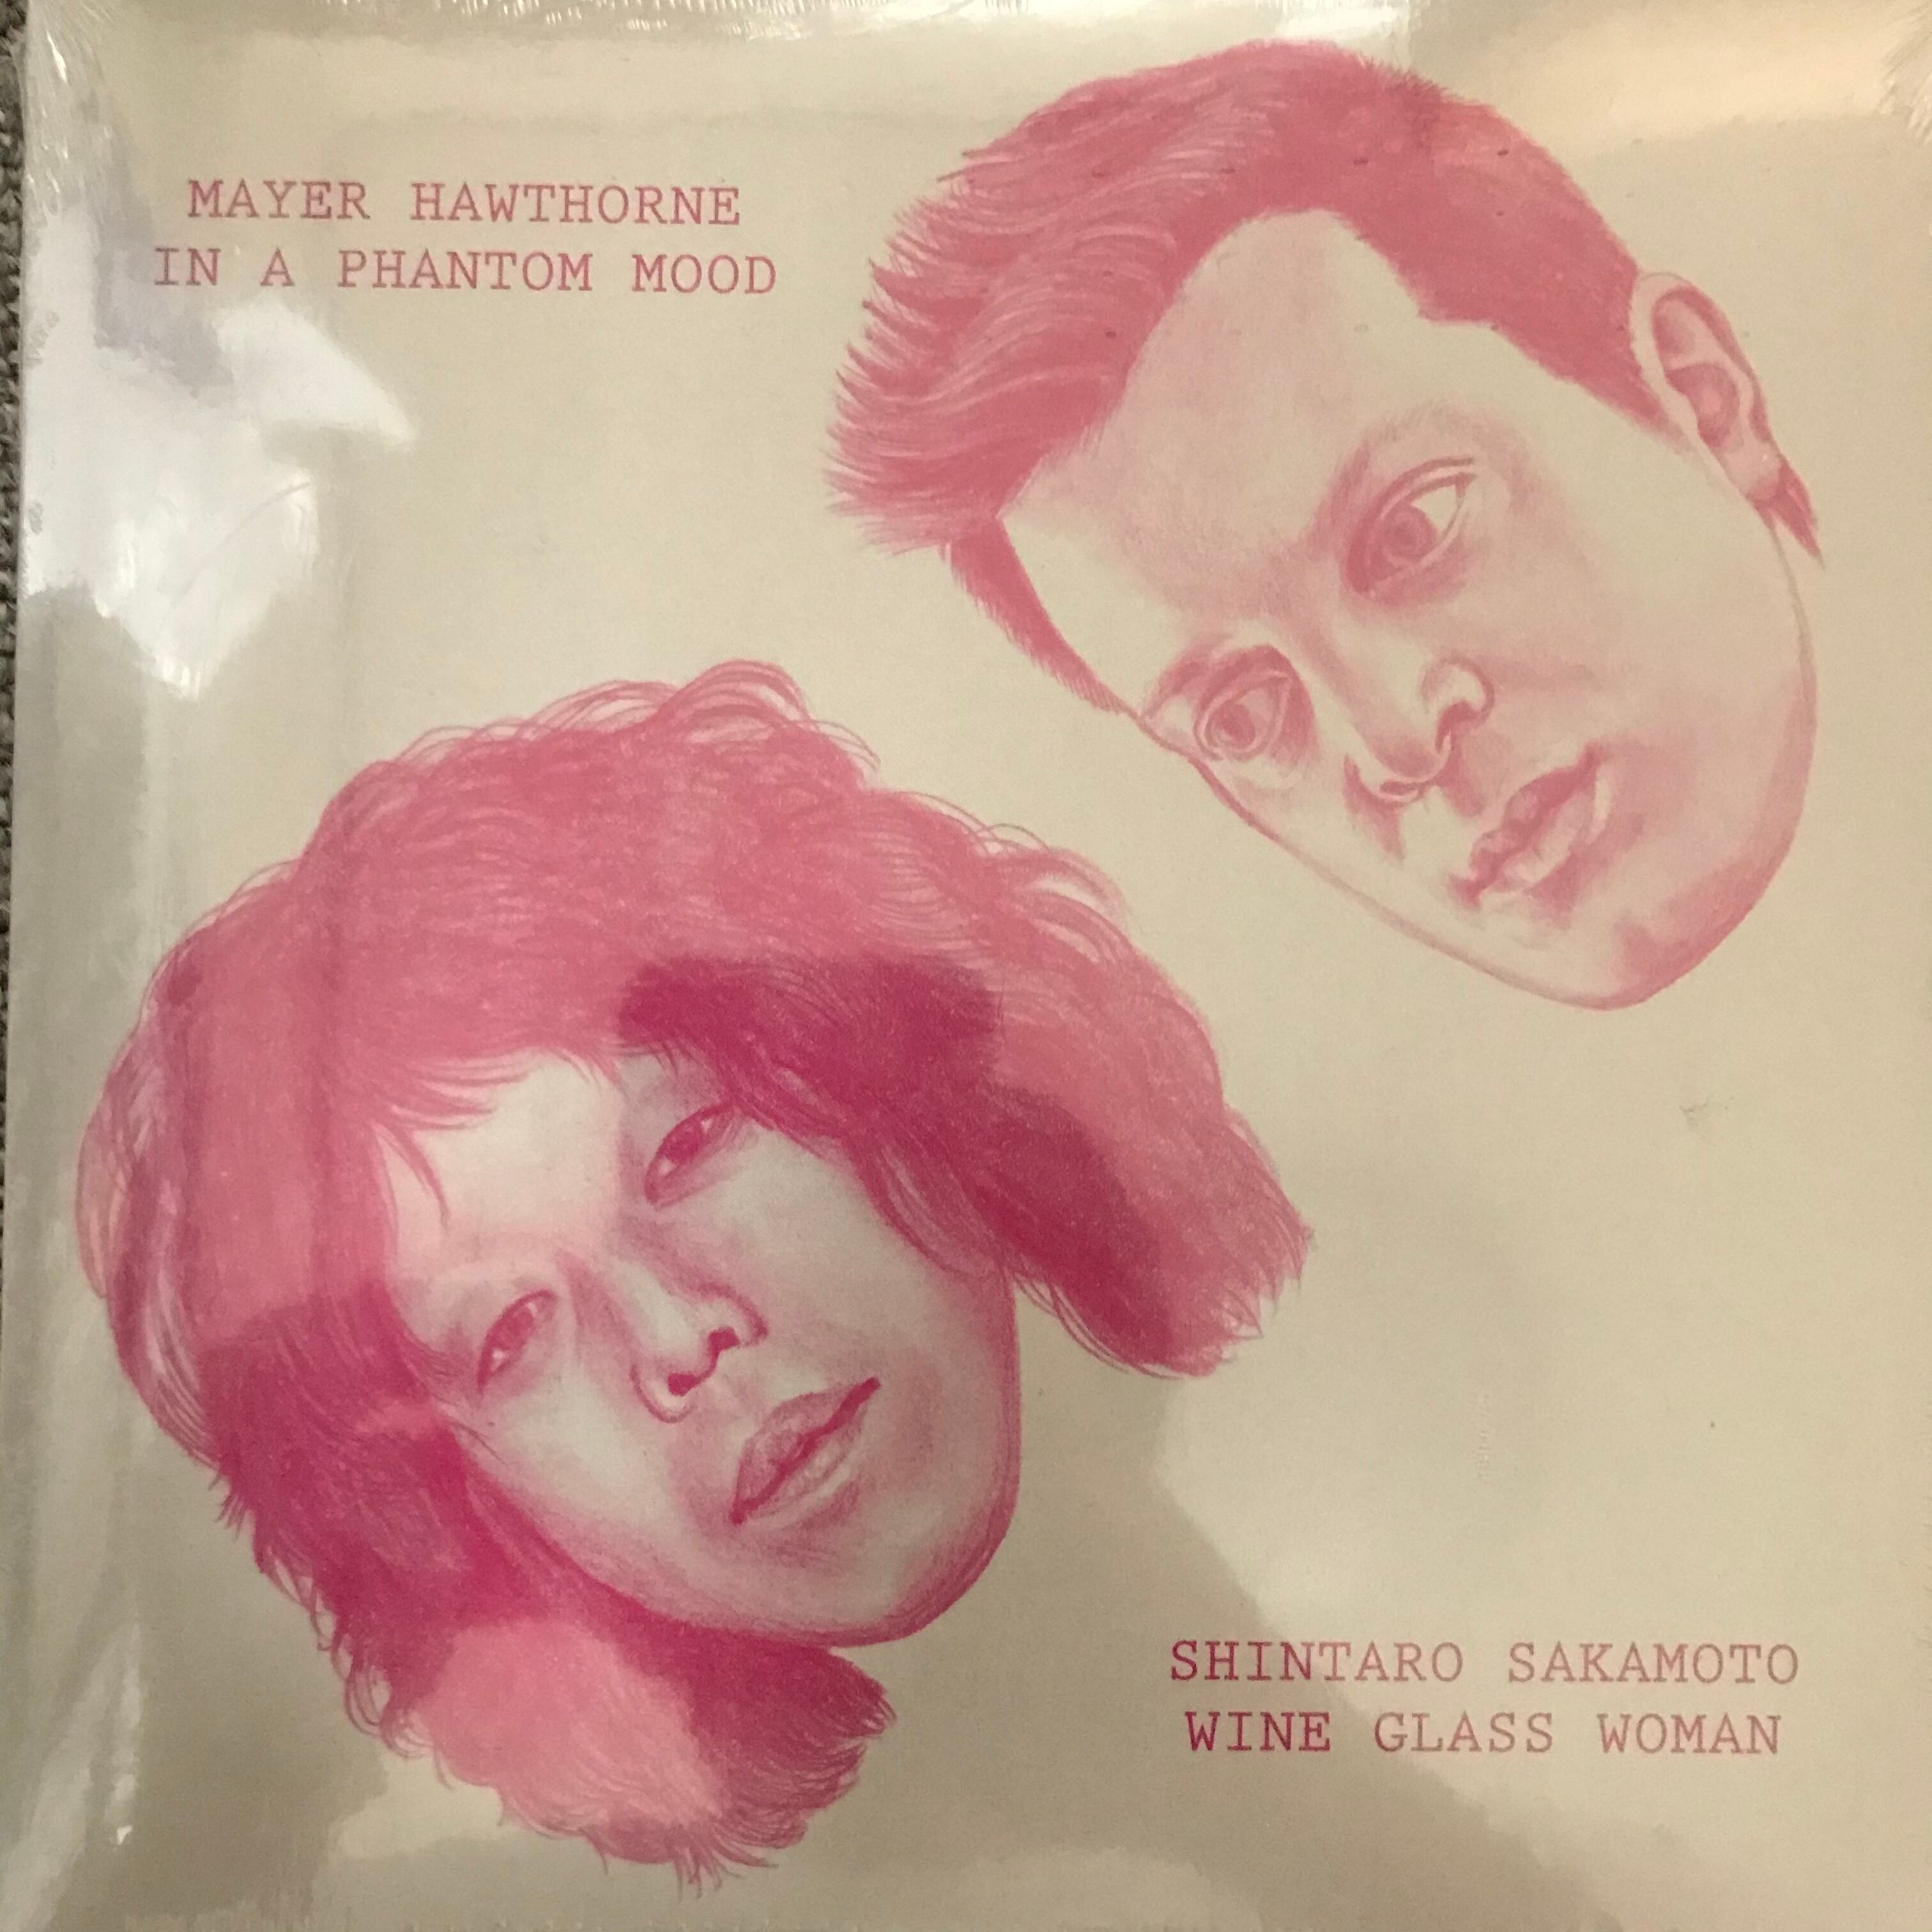 MAYER HAWTHORNE
IN A PHANTOM MOOD
SHINTARO SAKAMOTO
WINE GLASS WOMAN